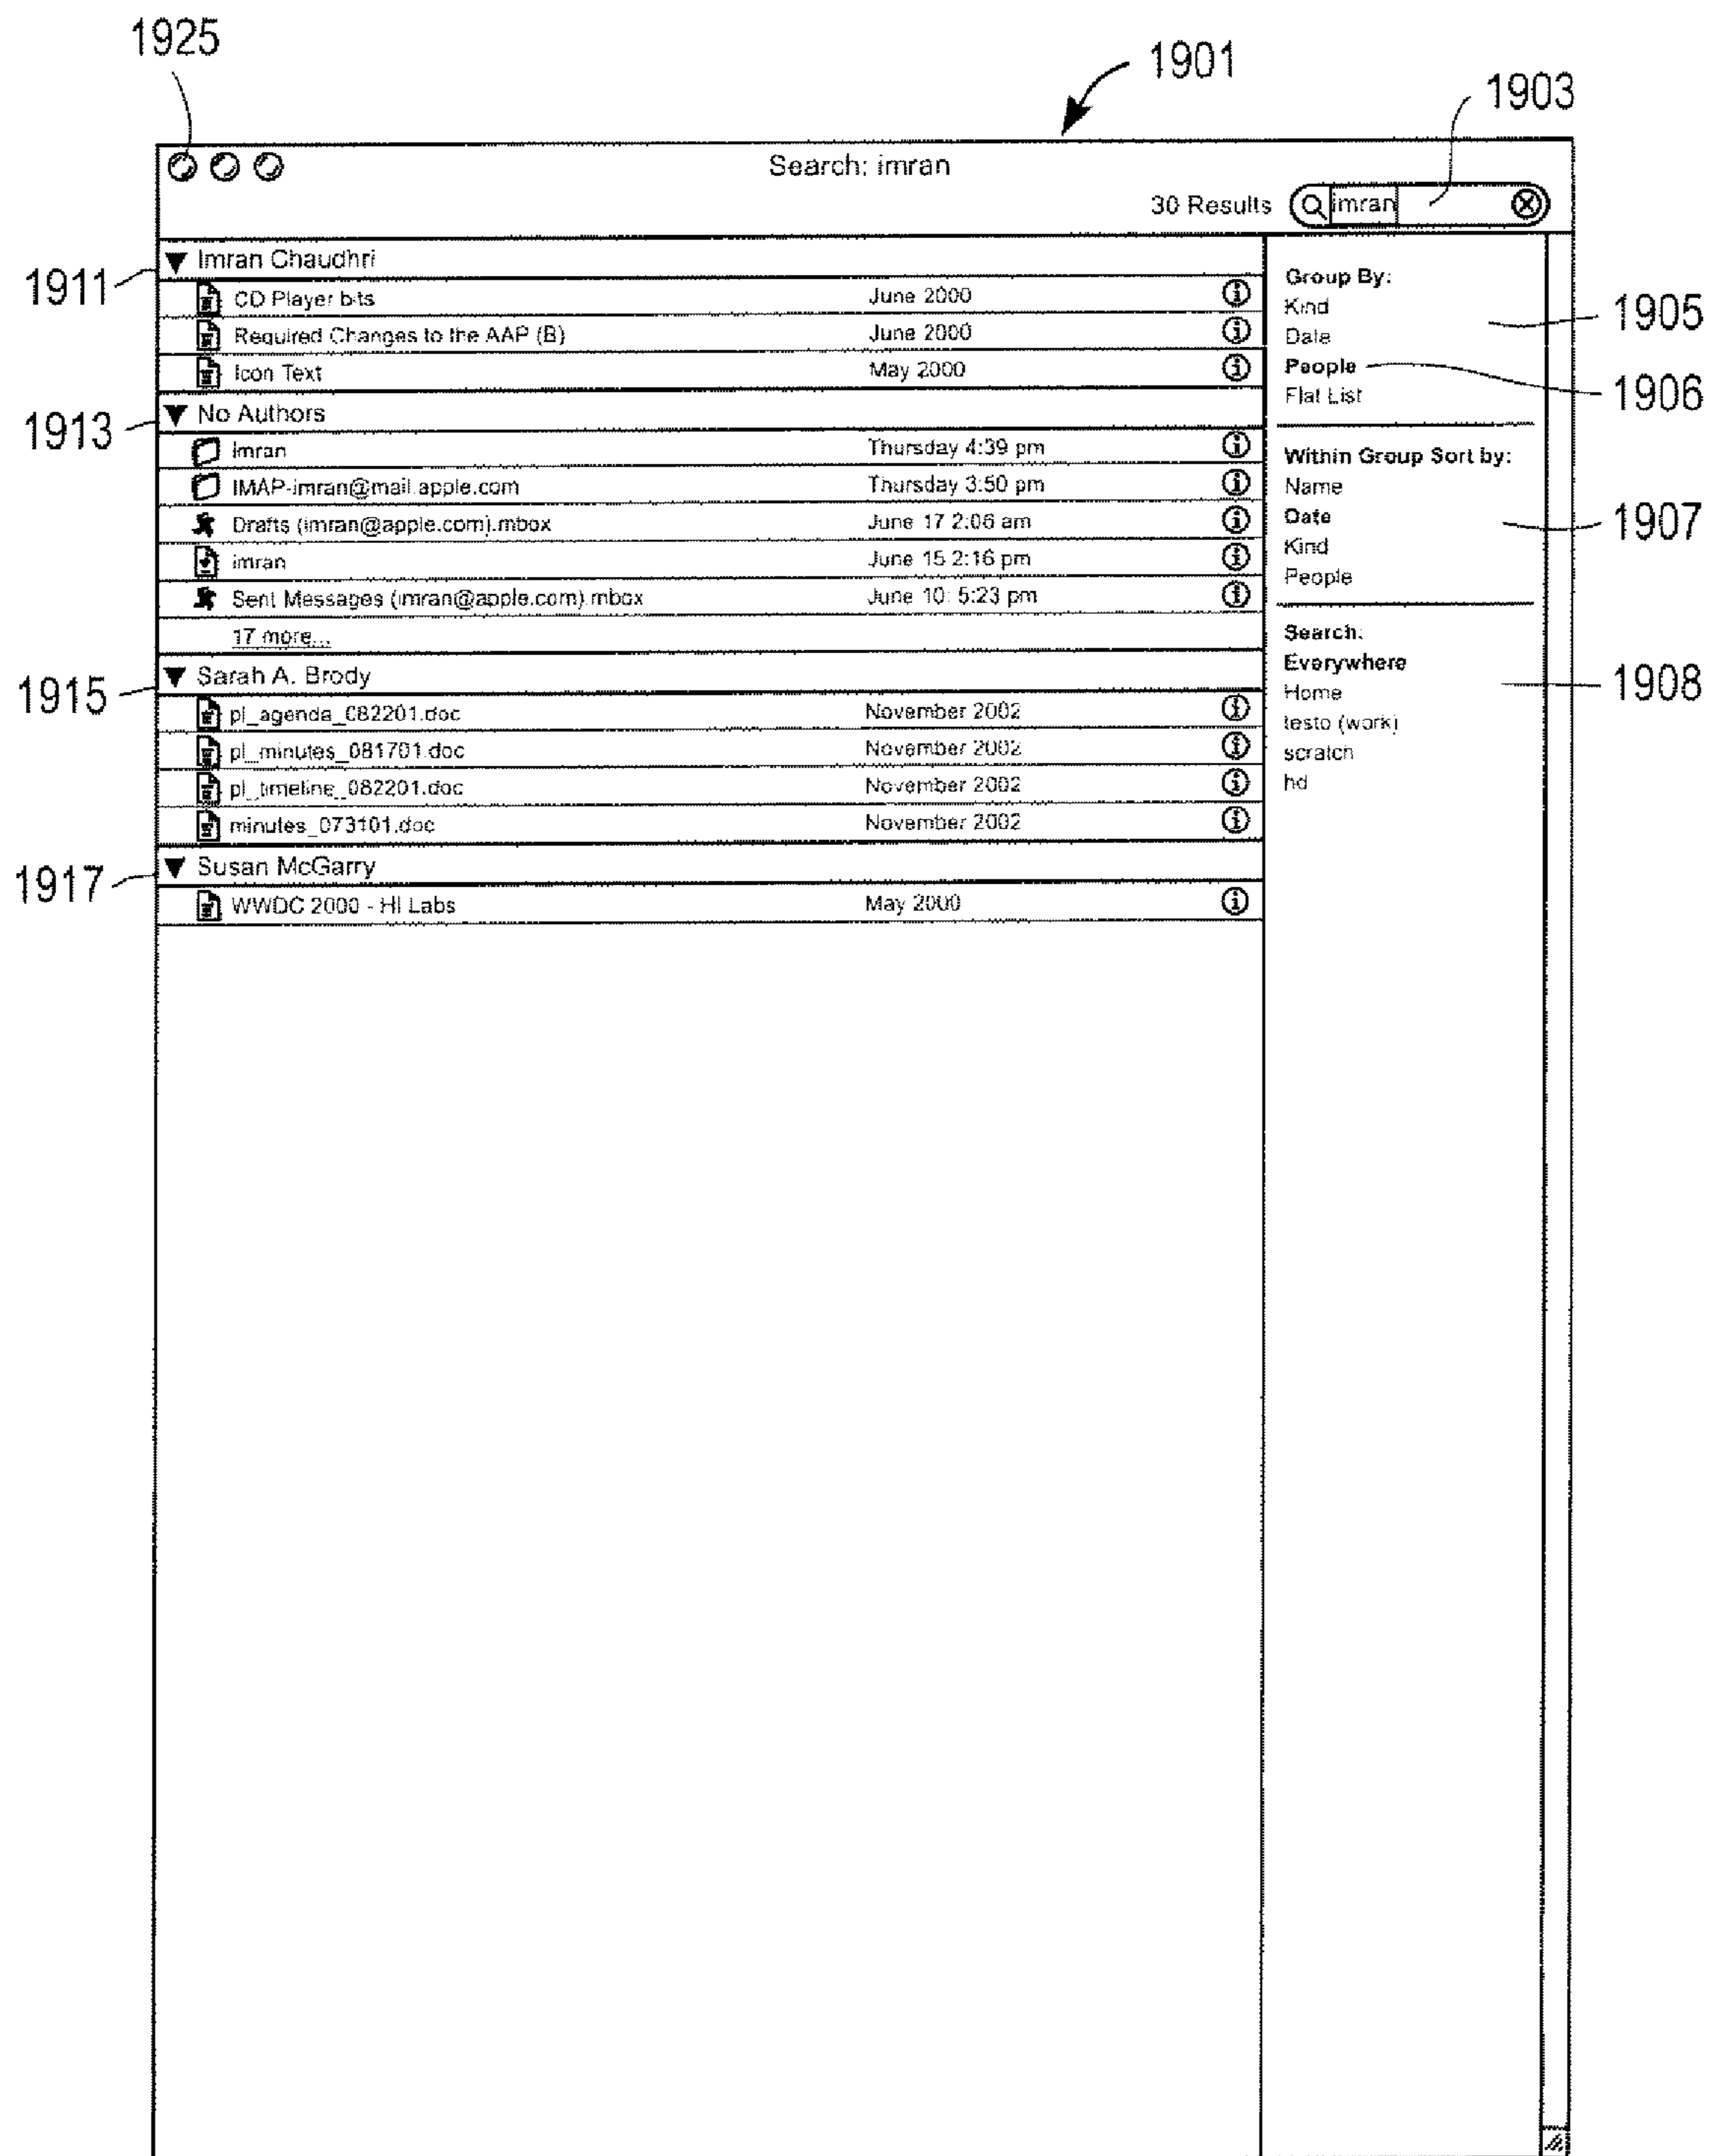 1925
1901
1903
Search: imran
30 Results imran
1911
Imran Chaudhri
CD Player bits June 2000
Required Changes to the AAP (B) June 2000
Icon Text May 2000
1913
No Authors
imran Thursday 4:39 pm
IMAP-imran@mail.apple.com Thursday 3:50 pm
Drafts (imran@apple.com).mbox June 17 2:06 am
imran June 15 2:16 pm
Sent Messages (imran@apple.com).mbox June 10: 5:23 pm
17 more...
1915
Sarah A. Brody
pl_agenda_082201.doc November 2002
pl_minutes_081701.doc November 2002
pl_timeline_082201.doc November 2002
minutes_073101.doc November 2002
1917
Susan McGarry
WWDC 2000 - HI Labs May 2000
Group By:
Kind
Date
People
Flat List
1905
1906
Within Group Sort by:
Name
Date
Kind
People
1907
Search:
Everywhere
Home
testo (work)
scratch
hd
1908